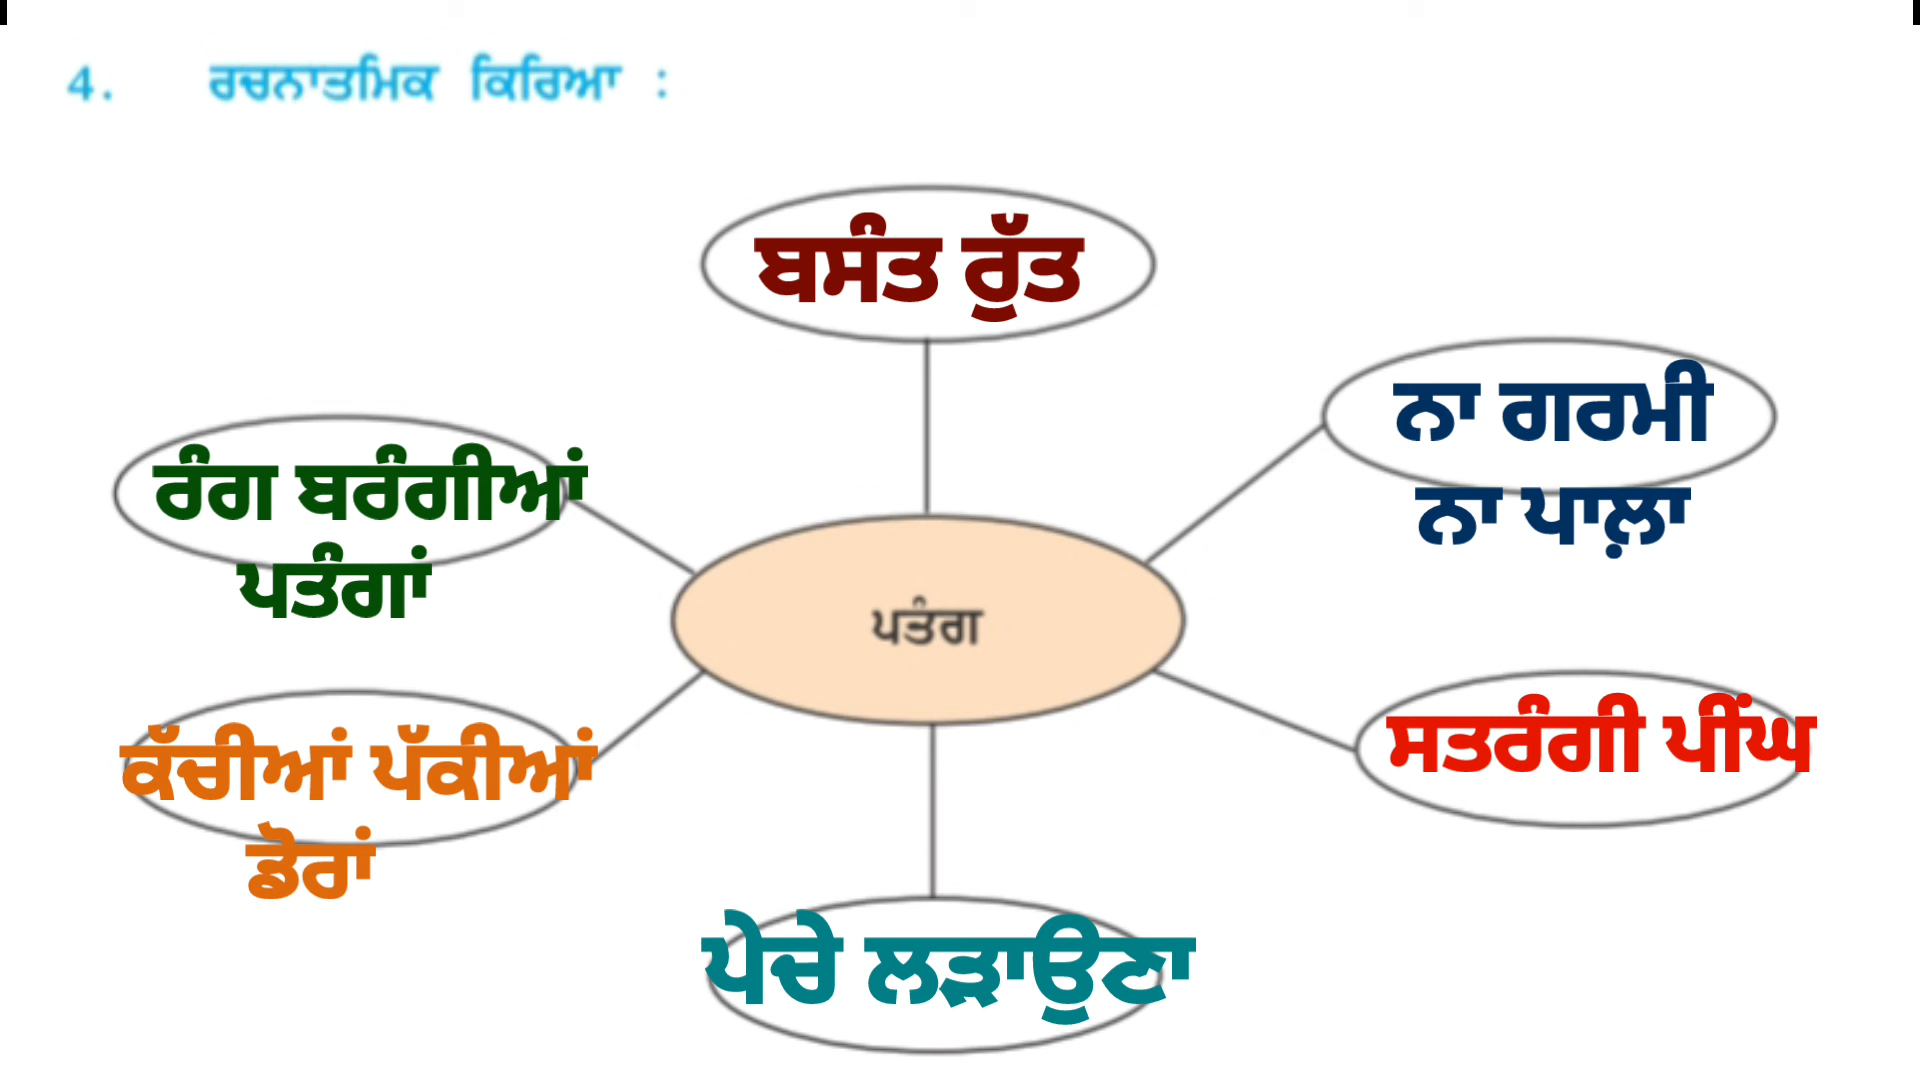 4. ਰਚਨਾਤਮਿਕ ਕਿਰਿਆ :
ਬਸੰਤ ਰੁੱਤ
ਨਾ ਗਰਮੀ
ਨਾ ਪਾਲ਼ਾ
ਰੰਗ ਬਰੰਗੀਆਂ
ਪਤੰਗਾਂ
ਪਤੰਗ
ਕੱਚੀਆਂ ਪੱਕੀਆਂ
ਡੋਰਾਂ
ਸਤਰੰਗੀ ਪੀਂਘ
ਪੇਚੇ ਲੜਾਉਣਾ